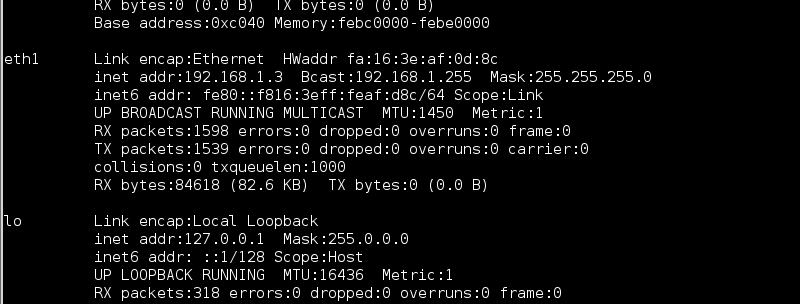 RX bytes:0 (0.0 B)  TX bytes:0 (0.0 B)
Base address:0xc040 Memory:febc0000-febe0000
eth1      Link encap:Ethernet  HWaddr fa:16:3e:af:0d:8c
inet addr:192.168.1.3  Bcast:192.168.1.255  Mask:255.255.255.0
inet6 addr: fe80::f816:3eff:feaf:d8c/64 Scope:Link
UP BROADCAST RUNNING MULTICAST  MTU:1450  Metric:1
RX packets:1598 errors:0 dropped:0 overruns:0 frame:0
TX packets:1539 errors:0 dropped:0 overruns:0 carrier:0
collisions:0 txqueuelen:1000
RX bytes:84618 (82.6 KB)  TX bytes:0 (0.0 B)
lo        Link encap:Local Loopback
inet addr:127.0.0.1  Mask:255.0.0.0
inet6 addr: ::1/128 Scope:Host
UP LOOPBACK RUNNING  MTU:16436  Metric:1
RX packets:318 errors:0 dropped:0 overruns:0 frame:0